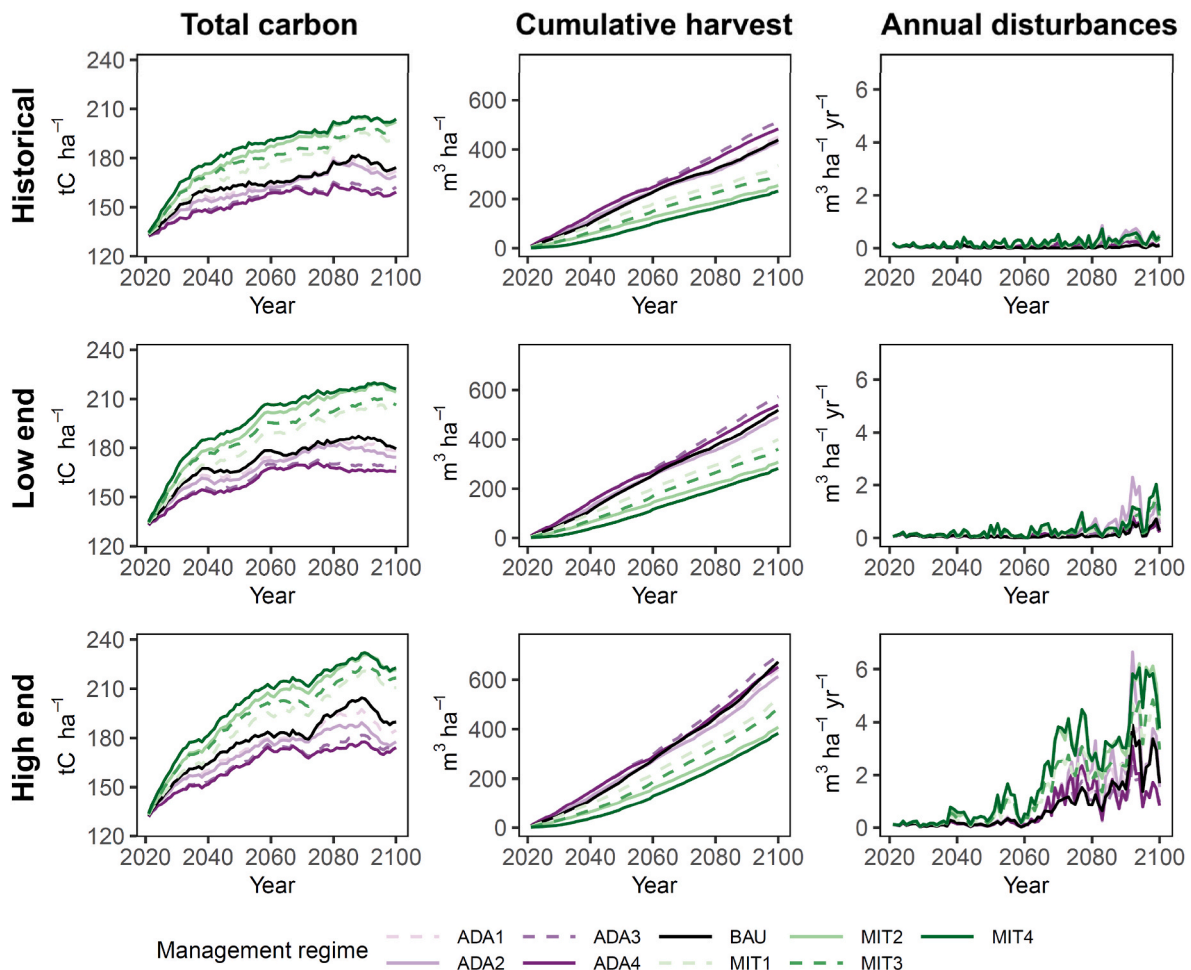 Total carbon Cumulative harvest Annual disturbances
Historical
tC ha⁻¹
240
210
180
150
120
2020 2040 2060 2080 2100
Year
m³ ha⁻¹
600
400
200
0
2020 2040 2060 2080 2100
Year
m³ ha⁻¹ yr⁻¹
6
4
2
0
2020 2040 2060 2080 2100
Year
Low end
tC ha⁻¹
240
210
180
150
120
2020 2040 2060 2080 2100
Year
m³ ha⁻¹
600
400
200
0
2020 2040 2060 2080 2100
Year
m³ ha⁻¹ yr⁻¹
6
4
2
0
2020 2040 2060 2080 2100
Year
High end
tC ha⁻¹
240
210
180
150
120
2020 2040 2060 2080 2100
Year
m³ ha⁻¹
600
400
200
0
2020 2040 2060 2080 2100
Year
m³ ha⁻¹ yr⁻¹
6
4
2
0
2020 2040 2060 2080 2100
Year
Management regime
ADA1 ADA3 BAU MIT2 MIT4
ADA2 ADA4 MIT1 MIT3